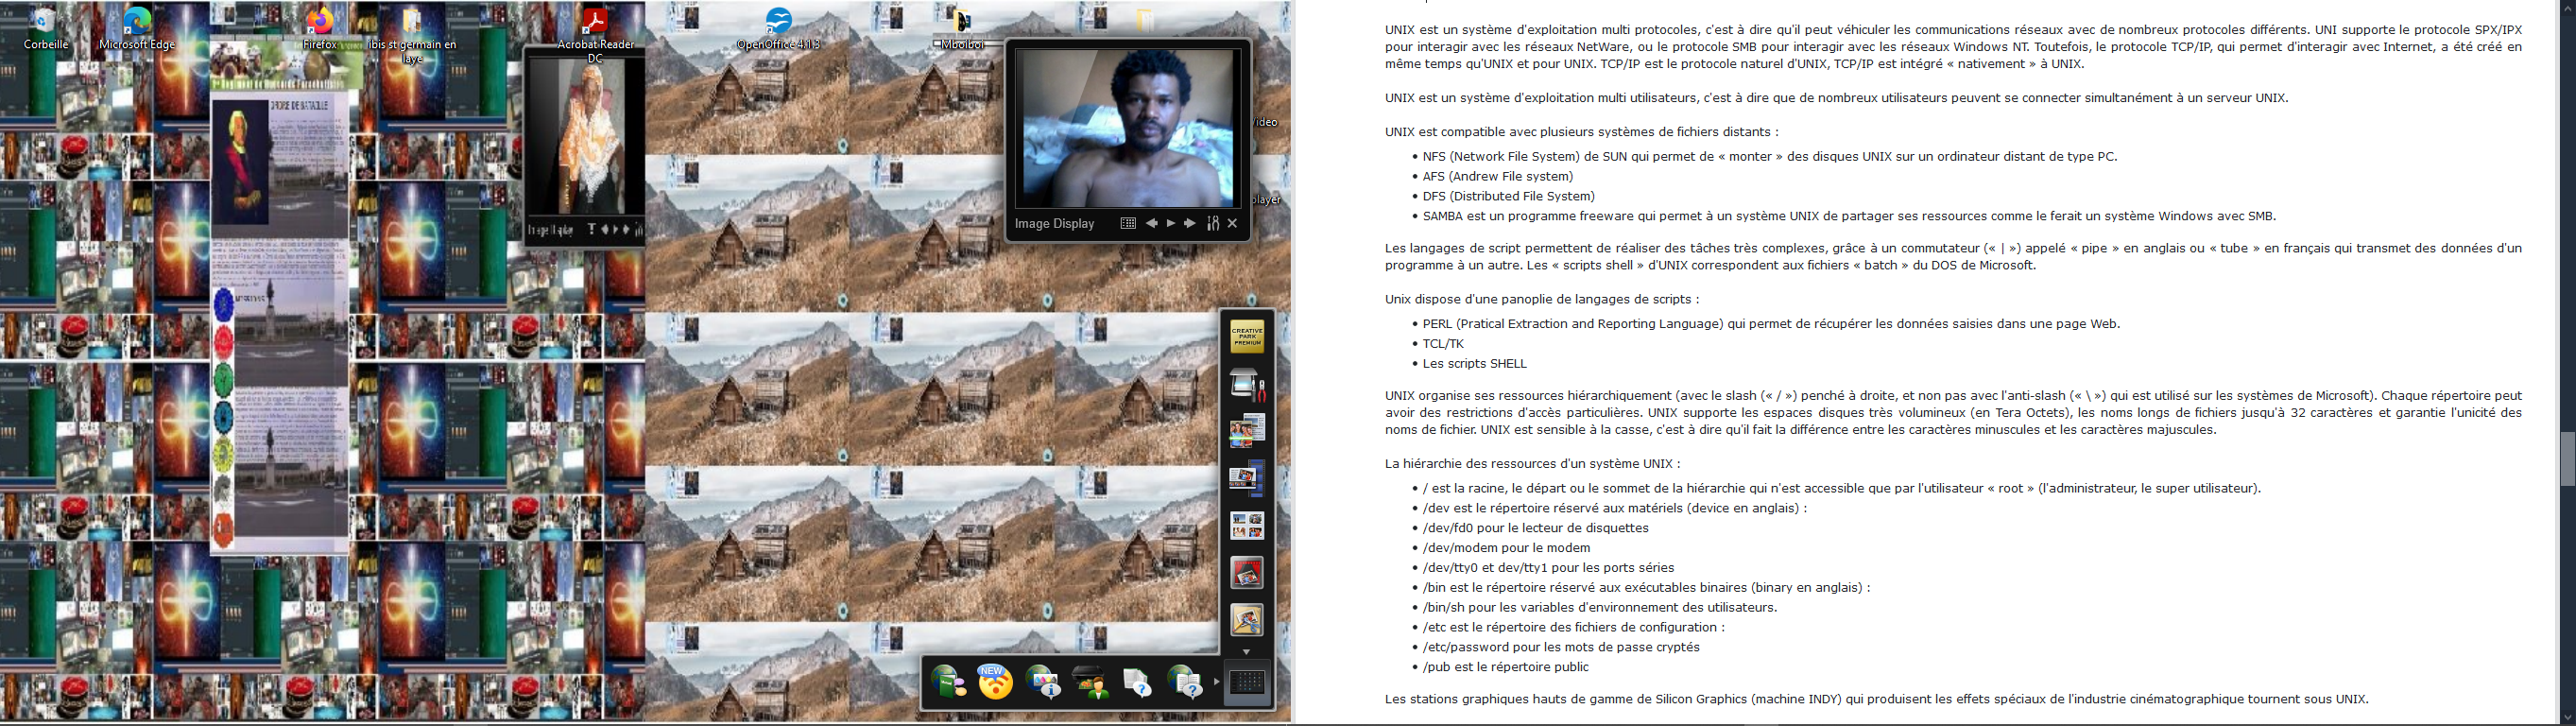 Corbeille
Microsoft Edge
Firefox
ibis st germain en
laye
Acrobat Reader
DC
OpenOffice 4.1.3
Mboiboi
ORDRE DE BATAILLE
Video
player
Image Display
Image Display
CREATIVE
PARK
PREMIUM
NEW
UNIX est un système d'exploitation multi protocoles, c'est à dire qu'il peut véhiculer les communications réseaux avec de nombreux protocoles différents. UNI supporte le protocole SPX/IPX
pour interagir avec les réseaux NetWare, ou le protocole SMB pour interagir avec les réseaux Windows NT. Toutefois, le protocole TCP/IP, qui permet d'interagir avec Internet, a été créé en
même temps qu'UNIX et pour UNIX. TCP/IP est le protocole naturel d'UNIX, TCP/IP est intégré « nativement » à UNIX.
UNIX est un système d'exploitation multi utilisateurs, c'est à dire que de nombreux utilisateurs peuvent se connecter simultanément à un serveur UNIX.
UNIX est compatible avec plusieurs systèmes de fichiers distants :
• NFS (Network File System) de SUN qui permet de « monter » des disques UNIX sur un ordinateur distant de type PC.
• AFS (Andrew File system)
• DFS (Distributed File System)
• SAMBA est un programme freeware qui permet à un système UNIX de partager ses ressources comme le ferait un système Windows avec SMB.
Les langages de script permettent de réaliser des tâches très complexes, grâce à un commutateur (« | ») appelé « pipe » en anglais ou « tube » en français qui transmet des données d'un
programme à un autre. Les « scripts shell » d'UNIX correspondent aux fichiers « batch » du DOS de Microsoft.
Unix dispose d'une panoplie de langages de scripts :
• PERL (Pratical Extraction and Reporting Language) qui permet de récupérer les données saisies dans une page Web.
• TCL/TK
• Les scripts SHELL
UNIX organise ses ressources hiérarchiquement (avec le slash (« / ») penché à droite, et non pas avec l'anti-slash (« \ ») qui est utilisé sur les systèmes de Microsoft). Chaque répertoire peut
avoir des restrictions d'accès particulières. UNIX supporte les espaces disques très volumineux (en Tera Octets), les noms longs de fichiers jusqu'à 32 caractères et garantie l'unicité des
noms de fichier. UNIX est sensible à la casse, c'est à dire qu'il fait la différence entre les caractères minuscules et les caractères majuscules.
La hiérarchie des ressources d'un système UNIX :
• / est la racine, le départ ou le sommet de la hiérarchie qui n'est accessible que par l'utilisateur « root » (l'administrateur, le super utilisateur).
• /dev est le répertoire réservé aux matériels (device en anglais) :
• /dev/fd0 pour le lecteur de disquettes
• /dev/modem pour le modem
• /dev/tty0 et dev/tty1 pour les ports séries
• /bin est le répertoire réservé aux exécutables binaires (binary en anglais) :
• /bin/sh pour les variables d'environnement des utilisateurs.
• /etc est le répertoire des fichiers de configuration :
• /etc/password pour les mots de passe cryptés
• /pub est le répertoire public
Les stations graphiques hauts de gamme de Silicon Graphics (machine INDY) qui produisent les effets spéciaux de l'industrie cinématographique tournent sous UNIX.